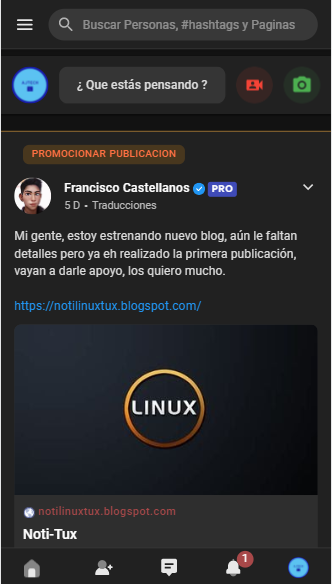 Buscar Personas, #hashtags y Paginas
¿ Que estás pensando ?
PROMOCIONAR PUBLICACION
Francisco Castellanos PRO
5 D • Traducciones
Mi gente, estoy estrenando nuevo blog, aún le faltan
detalles pero ya eh realizado la primera publicación,
vayan a darle apoyo, los quiero mucho.
https://notilinuxtux.blogspot.com/
LINUX
notilinuxtux.blogspot.com
Noti-Tux
1